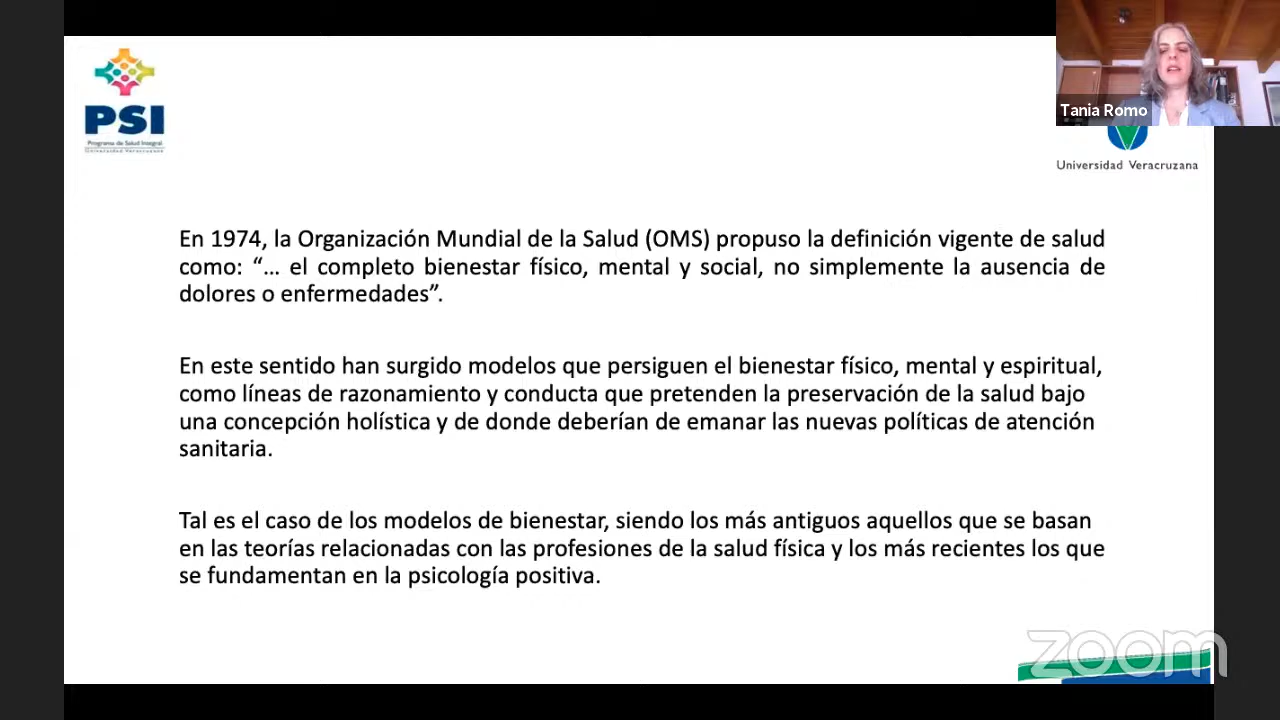 PSI
Programa de Salud Integral
Universidad Veracruzana
Tania Romo
Universidad Veracruzana
En 1974, la Organización Mundial de la Salud (OMS) propuso la definición vigente de salud
como: “… el completo bienestar físico, mental y social, no simplemente la ausencia de
dolores o enfermedades”.
En este sentido han surgido modelos que persiguen el bienestar físico, mental y espiritual,
como líneas de razonamiento y conducta que pretenden la preservación de la salud bajo
una concepción holística y de donde deberían de emanar las nuevas políticas de atención
sanitaria.
Tal es el caso de los modelos de bienestar, siendo los más antiguos aquellos que se basan
en las teorías relacionadas con las profesiones de la salud física y los más recientes los que
se fundamentan en la psicología positiva.
zoom